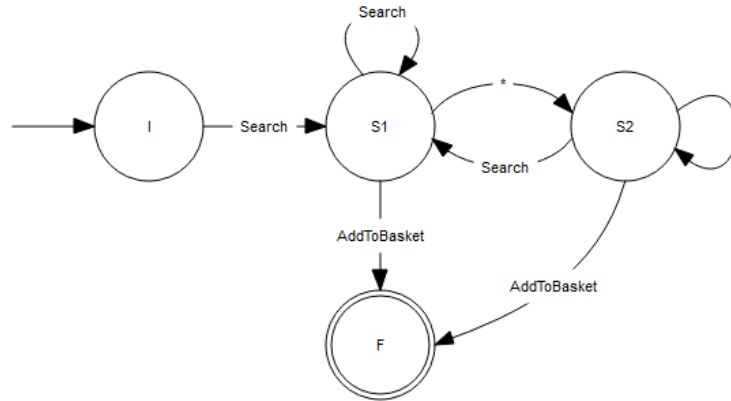 Search
*
I
Search
S1
S2
Search
AddToBasket
AddToBasket
F